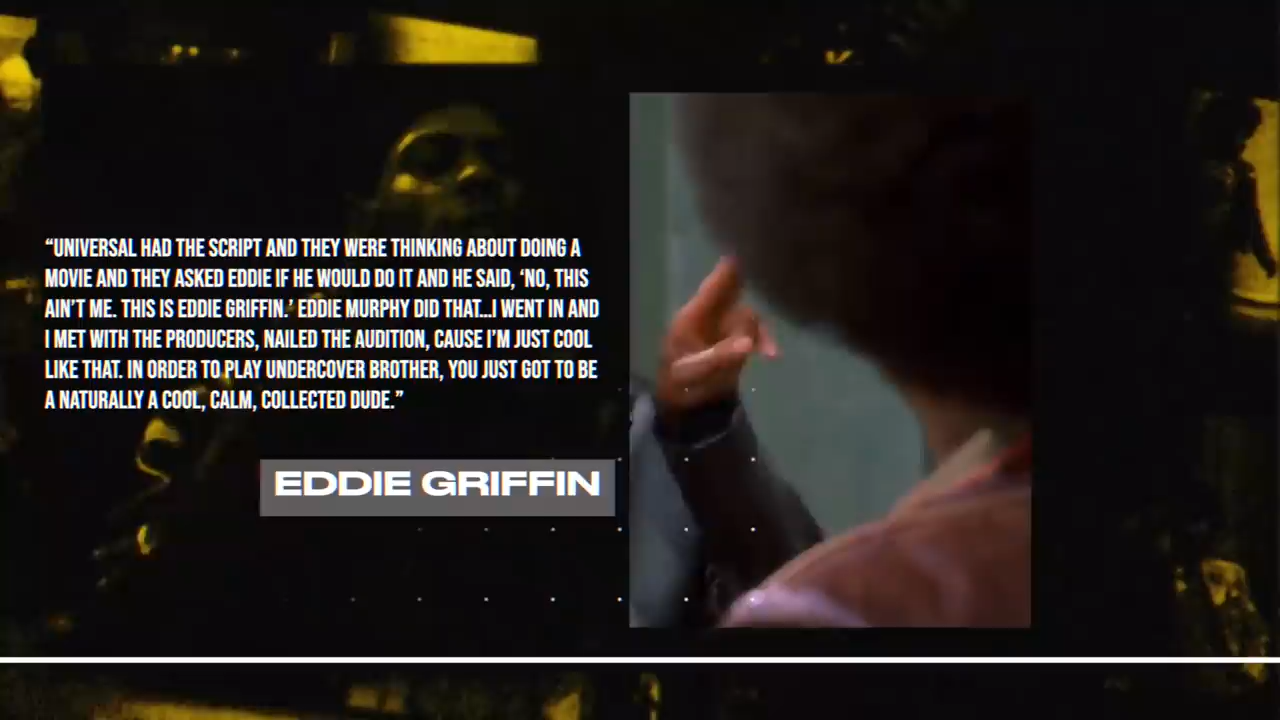 “UNIVERSAL HAD THE SCRIPT AND THEY WERE THINKING ABOUT DOING A
MOVIE AND THEY ASKED EDDIE IF HE WOULD DO IT AND HE SAID, ‘NO, THIS
AIN’T ME. THIS IS EDDIE GRIFFIN.’ EDDIE MURPHY DID THAT...I WENT IN AND
I MET WITH THE PRODUCERS, NAILED THE AUDITION, CAUSE I’M JUST COOL
LIKE THAT. IN ORDER TO PLAY UNDERCOVER BROTHER, YOU JUST GOT TO BE
A NATURALLY A COOL, CALM, COLLECTED DUDE.”
EDDIE GRIFFIN